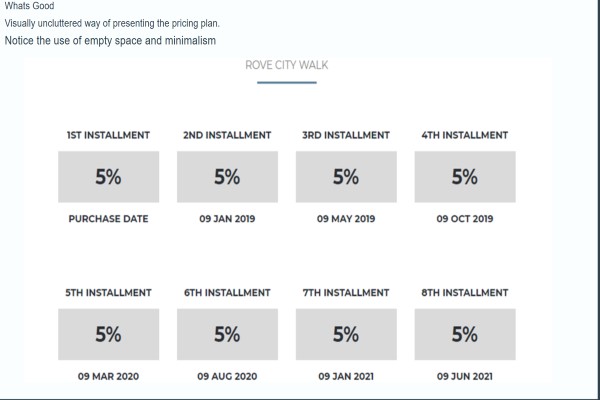 Whats Good
Visually uncluttered way of presenting the pricing plan.
Notice the use of empty space and minimalism
ROVE CITY WALK
1ST INSTALLMENT 2ND INSTALLMENT 3RD INSTALLMENT 4TH INSTALLMENT
5% 5% 5% 5%
PURCHASE DATE 09 JAN 2019 09 MAY 2019 09 OCT 2019
5TH INSTALLMENT 6TH INSTALLMENT 7TH INSTALLMENT 8TH INSTALLMENT
5% 5% 5% 5%
09 MAR 2020 09 AUG 2020 09 JAN 2021 09 JUN 2021